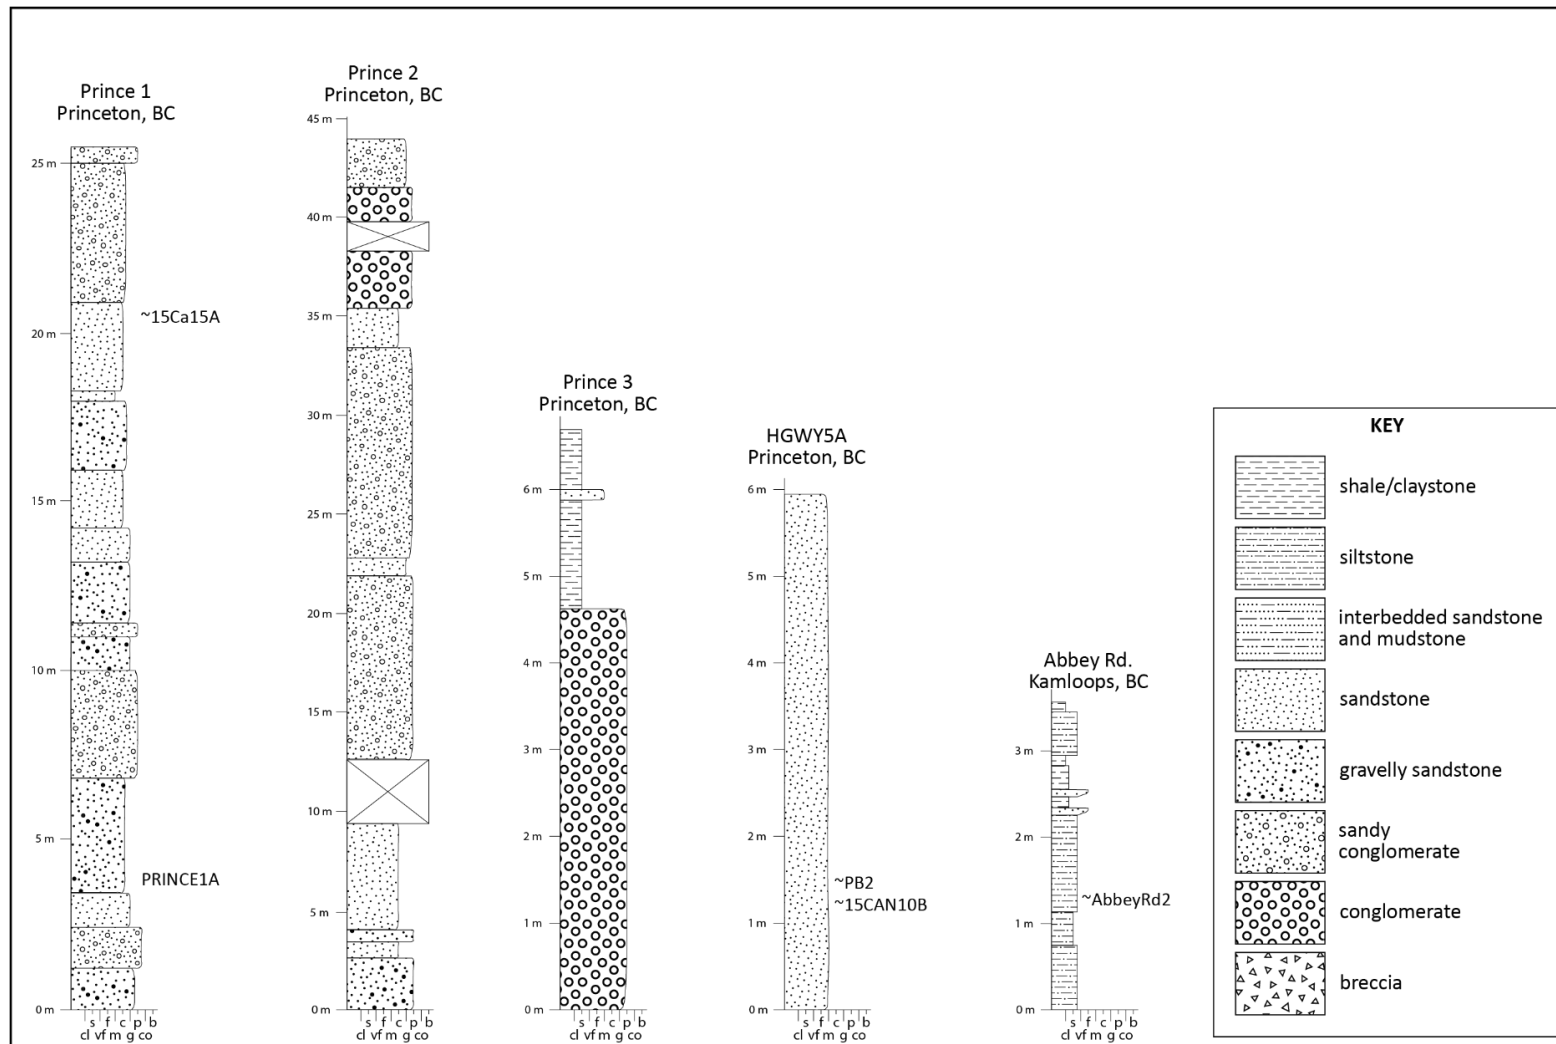 Prince 1
Princeton, BC
25 m
20 m
15 m
10 m
5 m
0 m
~15Ca15A
PRINCE1A
s f c p b
cl vf m g co
Prince 2
Princeton, BC
45 m
40 m
35 m
30 m
25 m
20 m
15 m
10 m
5 m
0 m
s f c b
cl vf m g co
Prince 3
Princeton, BC
6 m
5 m
4 m
3 m
2 m
1 m
0 m
s f c p b
cl vf m g co
HGWY5A
Princeton, BC
6 m
5 m
4 m
3 m
2 m
1 m
0 m
~PB2
~15CAN10B
s f c p b
cl vf m g co
Abbey Rd.
Kamloops, BC
3 m
2 m
1 m
0 m
~AbbeyRd2
s f c p b
cl vf m g co
KEY
shale/claystone
siltstone
interbedded sandstone
and mudstone
sandstone
gravelly sandstone
sandy
conglomerate
conglomerate
breccia